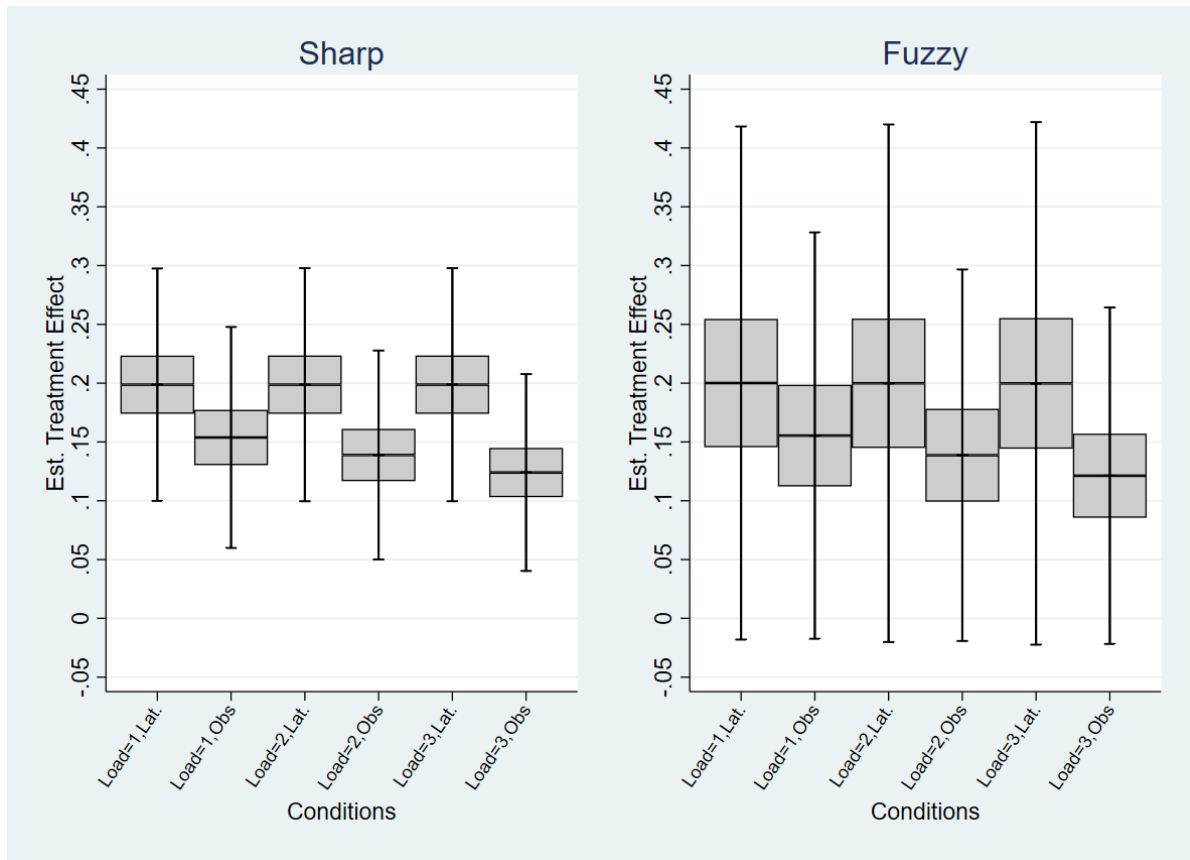 Sharp
Est. Treatment Effect
.45
.4
.35
.3
.25
.2
.15
.1
.05
0
-.05
Load=1,Lat.
Load=1,Obs
Load=2,Lat.
Load=2,Obs
Load=3,Lat.
Load=3,Obs
Conditions
Fuzzy
Est. Treatment Effect
.45
.4
.35
.3
.25
.2
.15
.1
.05
0
-.05
Load=1,Lat.
Load=1,Obs
Load=2,Lat.
Load=2,Obs
Load=3,Lat.
Load=3,Obs
Conditions